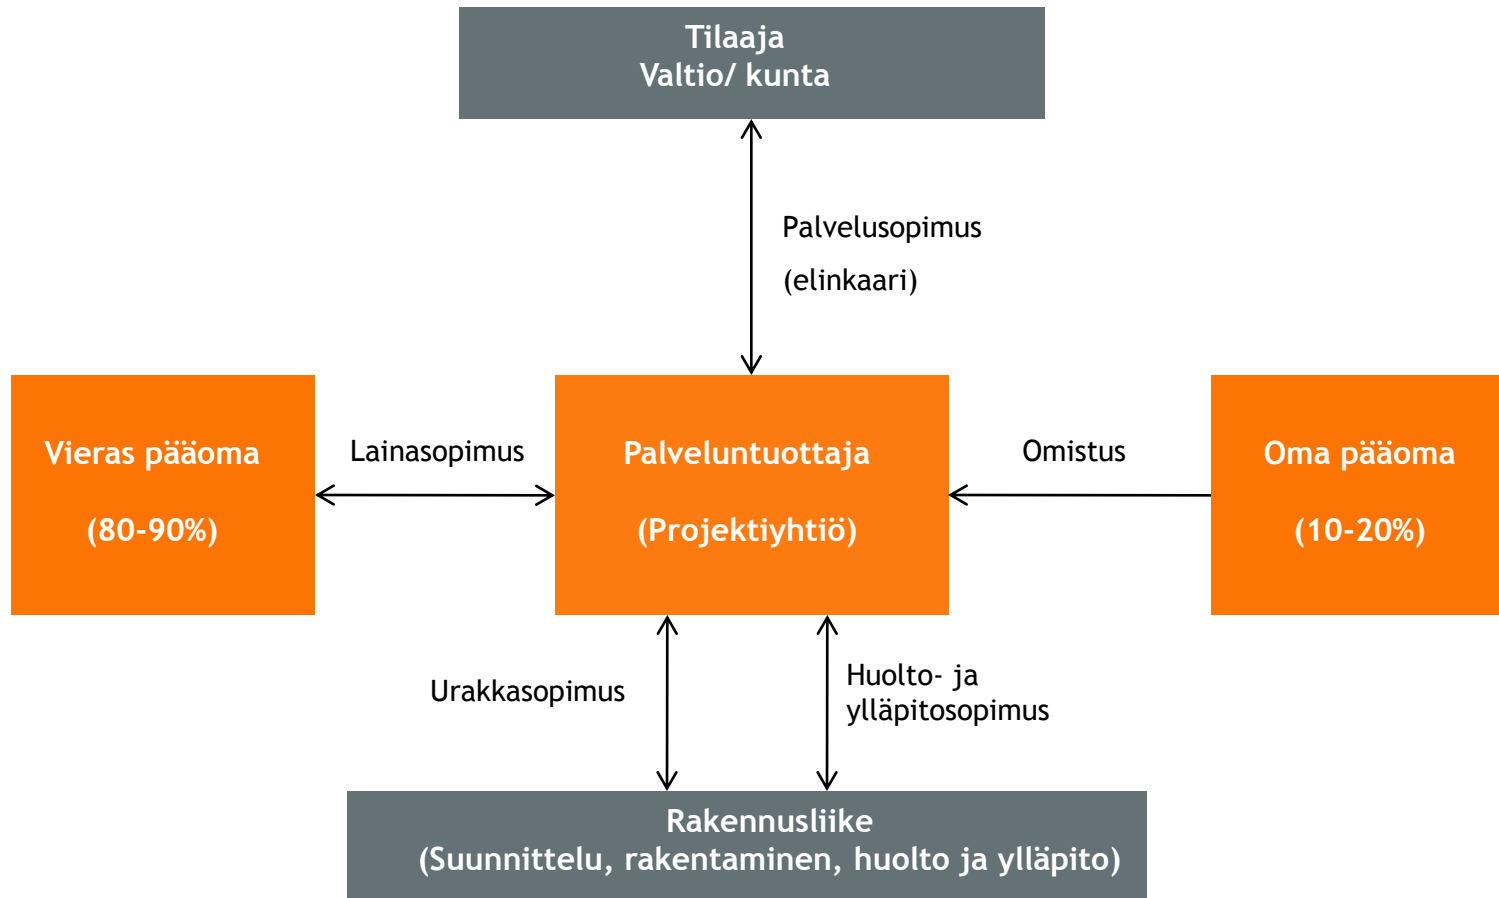 Tilaaja
Valtio/ kunta
Palvelusopimus
(elinkaari)
Vieras pääoma
(80-90%)
Lainasopimus
Palveluntuottaja
(Projektiyhtiö)
Omistus
Oma pääoma
(10-20%)
Urakkasopimus
Huolto- ja
ylläpitosopimus
Rakennusliike
(Suunnittelu, rakentaminen, huolto ja ylläpito)